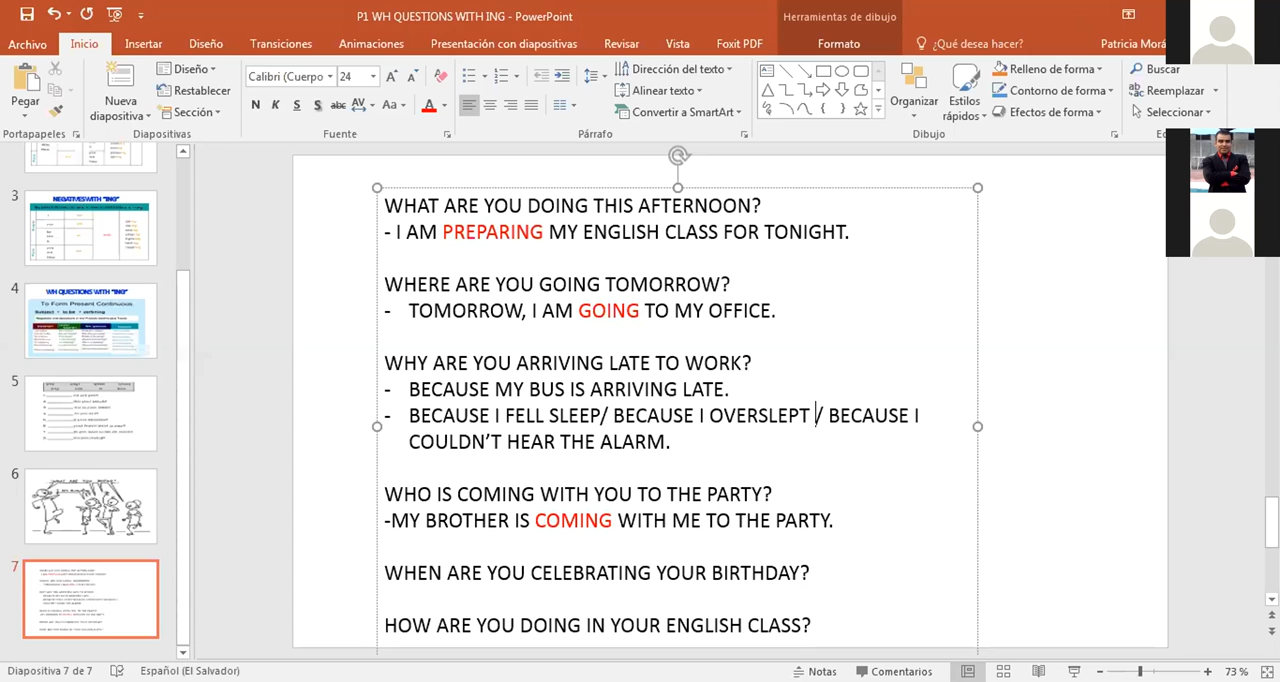 P1 WH QUESTIONS WITH ING - PowerPoint
Herramientas de dibujo
Archivo Inicio Insertar Diseño Transiciones Animaciones Presentación con diapositivas Revisar Vista Foxit PDF Formato ¿Qué desea hacer? Patricia Morá
Pegar
Nueva diapositiva
Diseño
Restablecer
Sección
Calibri (Cuerpo 24
N K S S abc AV Aa A
Dirección del texto
Alinear texto
Convertir a SmartArt
Organizar
Estilos rápidos
Relleno de forma
Contorno de forma
Efectos de forma
Buscar
Reemplazar
Seleccionar
Portapapeles Diapositivas Fuente Párrafo Dibujo
3
NEGATIVES WITH "ING"
4
WH QUESTIONS WITH "ING"
To Form Present Continuous
5
6
7
WHAT ARE YOU DOING THIS AFTERNOON?
- I AM PREPARING MY ENGLISH CLASS FOR TONIGHT.
WHERE ARE YOU GOING TOMORROW?
- TOMORROW, I AM GOING TO MY OFFICE.
WHY ARE YOU ARRIVING LATE TO WORK?
- BECAUSE MY BUS IS ARRIVING LATE.
- BECAUSE I FELL SLEEP/ BECAUSE I OVERSLEPT / BECAUSE I
COULDN'T HEAR THE ALARM.
WHO IS COMING WITH YOU TO THE PARTY?
-MY BROTHER IS COMING WITH ME TO THE PARTY.
WHEN ARE YOU CELEBRATING YOUR BIRTHDAY?
HOW ARE YOU DOING IN YOUR ENGLISH CLASS?
Diapositiva 7 de 7 Español (El Salvador) Notas Comentarios 73 %